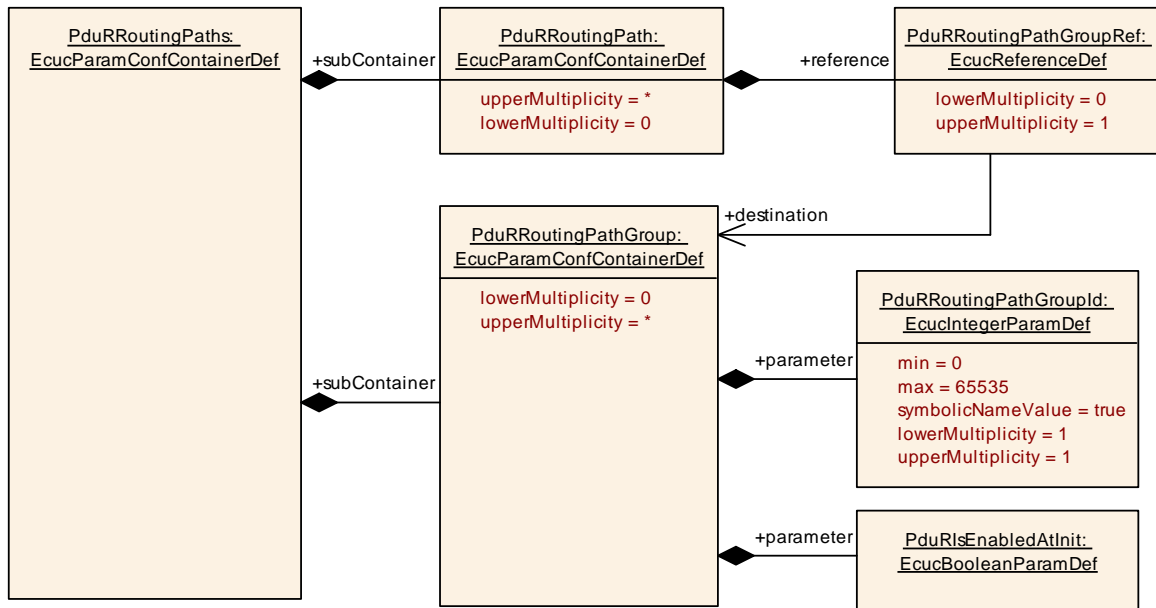 PduRRoutingPaths:
EcucParamConfContainerDef
+subContainer
PduRRoutingPath:
EcucParamConfContainerDef
upperMultiplicity = *
lowerMultiplicity = 0
+reference
PduRRoutingPathGroupRef:
EcucReferenceDef
lowerMultiplicity = 0
upperMultiplicity = 1
+destination
+subContainer
PduRRoutingPathGroup:
EcucParamConfContainerDef
lowerMultiplicity = 0
upperMultiplicity = *
+parameter
PduRRoutingPathGroupId:
EcucIntegerParamDef
min = 0
max = 65535
symbolicNameValue = true
lowerMultiplicity = 1
upperMultiplicity = 1
+parameter
PduRIsEnabledAtInit:
EcucBooleanParamDef